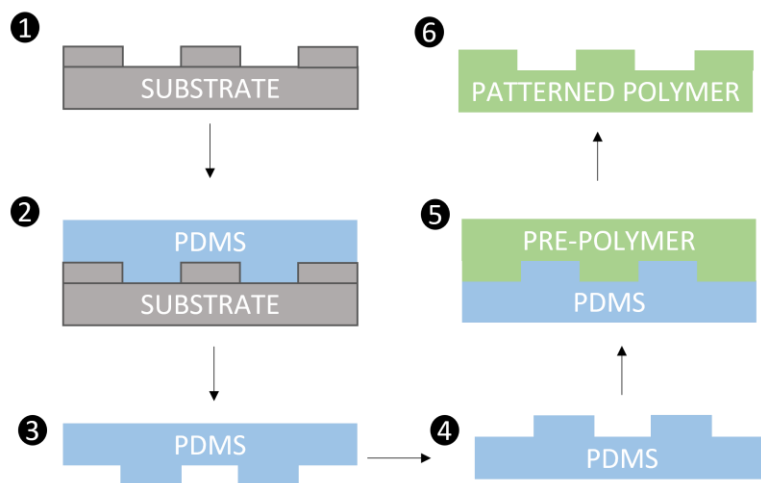 1
SUBSTRATE
2
PDMS
SUBSTRATE
3
PDMS
4
PDMS
5
PRE-POLYMER
PDMS
6
PATTERNED POLYMER